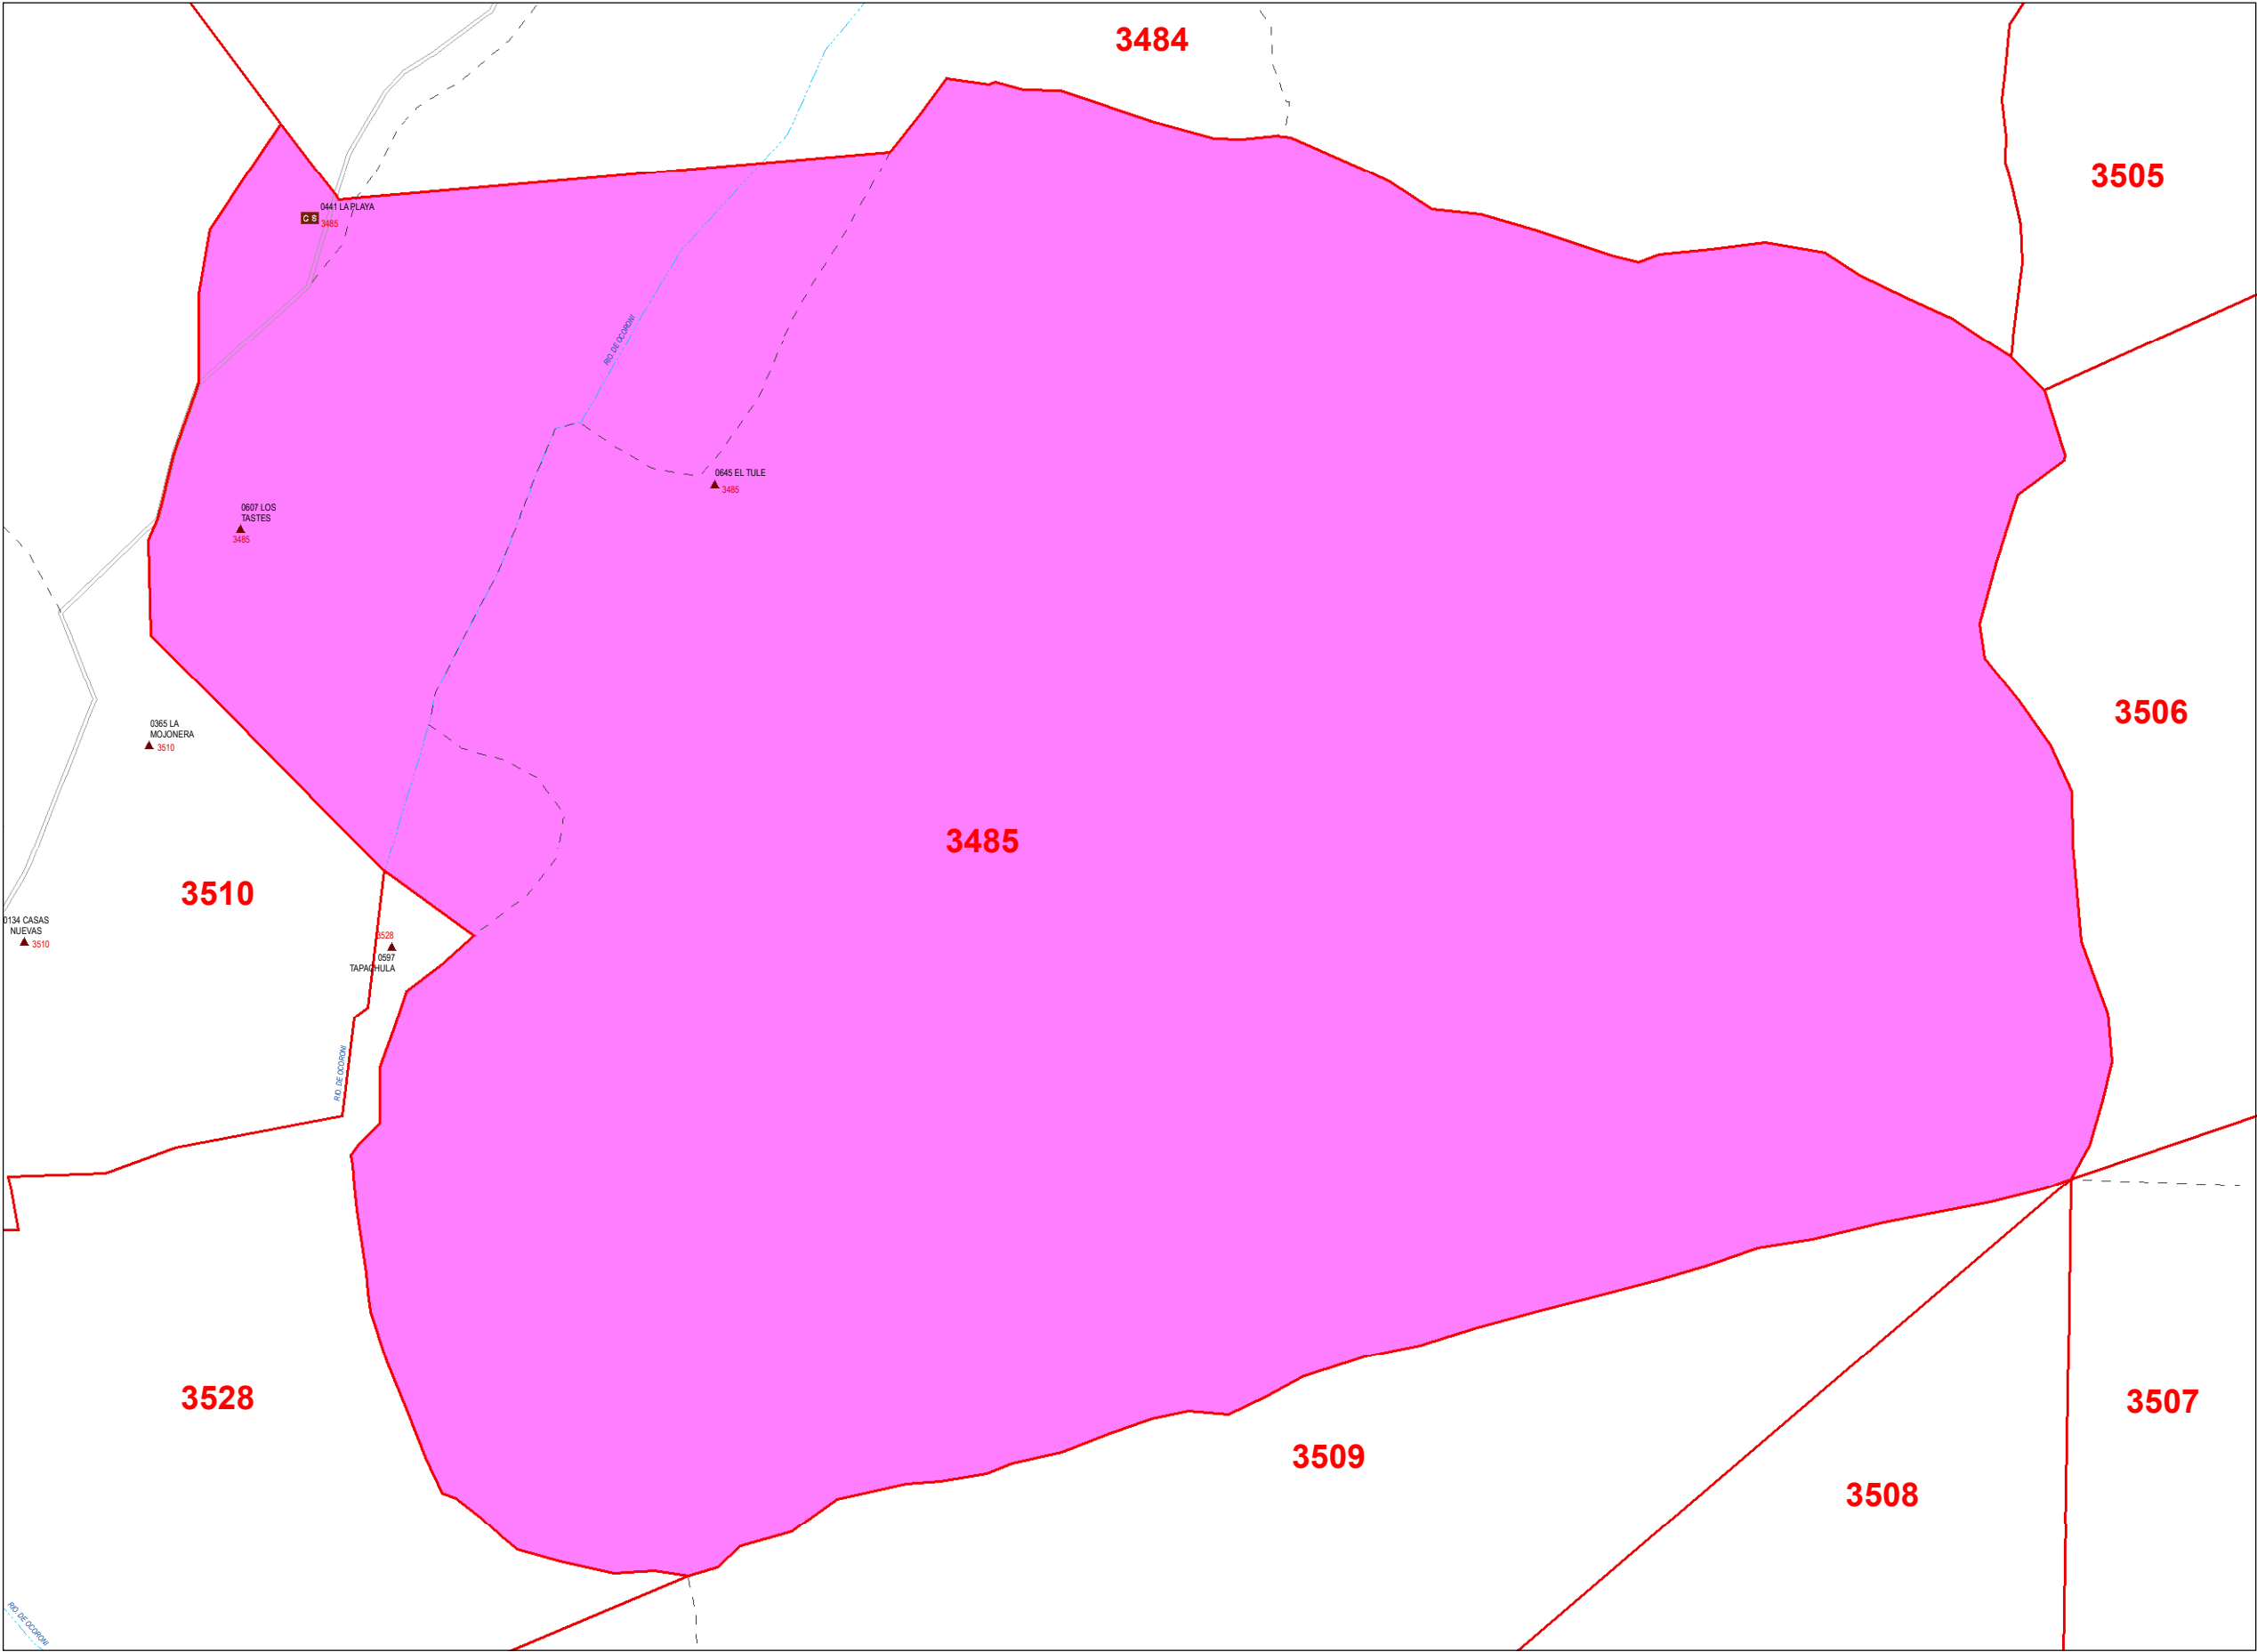 3484
3505
0441 LA PLAYA
C S
3485
RIO. DE OCORONI
0645 EL TULE
3485
0607 LOS
TASTES
3485
3506
0365 LA
MOJONERA
3510
3485
3510
0134 CASAS
NUEVAS
3510
3528
0597
TAPACHULA
RIO. DE OCORONI
3528
3507
3509
3508
RIO. DE OCORONI